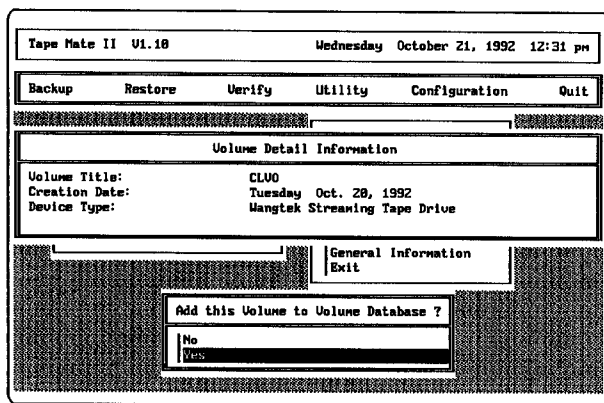 Tape Mate II V1.10 Wednesday October 21, 1992 12:31 pm
Backup Restore Verify Utility Configuration Quit
Volume Detail Information
Volume Title: CLVO
Creation Date: Tuesday Oct. 20, 1992
Device Type: Wangtek Streaming Tape Drive
General Information
Exit
Add this Volume to Volume Database ?
No
Yes